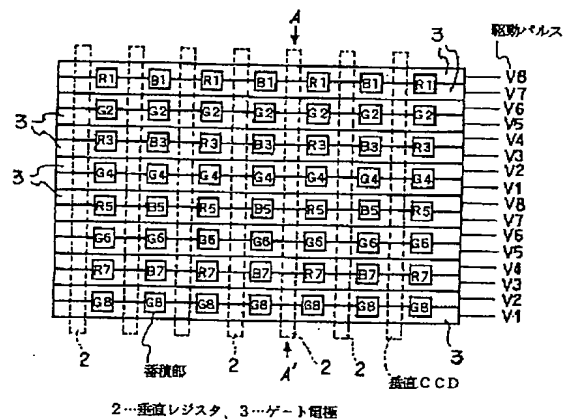 A
駆動パルス
3
R1 B1 R1 B1 R1 B1 R1 V8
V7
G2 G2 G2 G2 G2 G2 G2 V6
3 V5
R3 B3 R3 B3 R3 B3 R3 V4
V3
3 G4 G4 G4 G4 G4 G4 G4 V2
V1
R5 B5 R5 B5 R5 B5 R5 V8
V7
G6 G6 G6 G6 G6 G6 G6 V6
V5
R7 B7 R7 B7 R7 B7 R7 V4
V3
G8 G8 G8 G8 G8 G8 G8 V2
V1
2 2 2 2 3
蓄積部 A' 垂直CCD
2…垂直レジスタ、3…ゲート電極